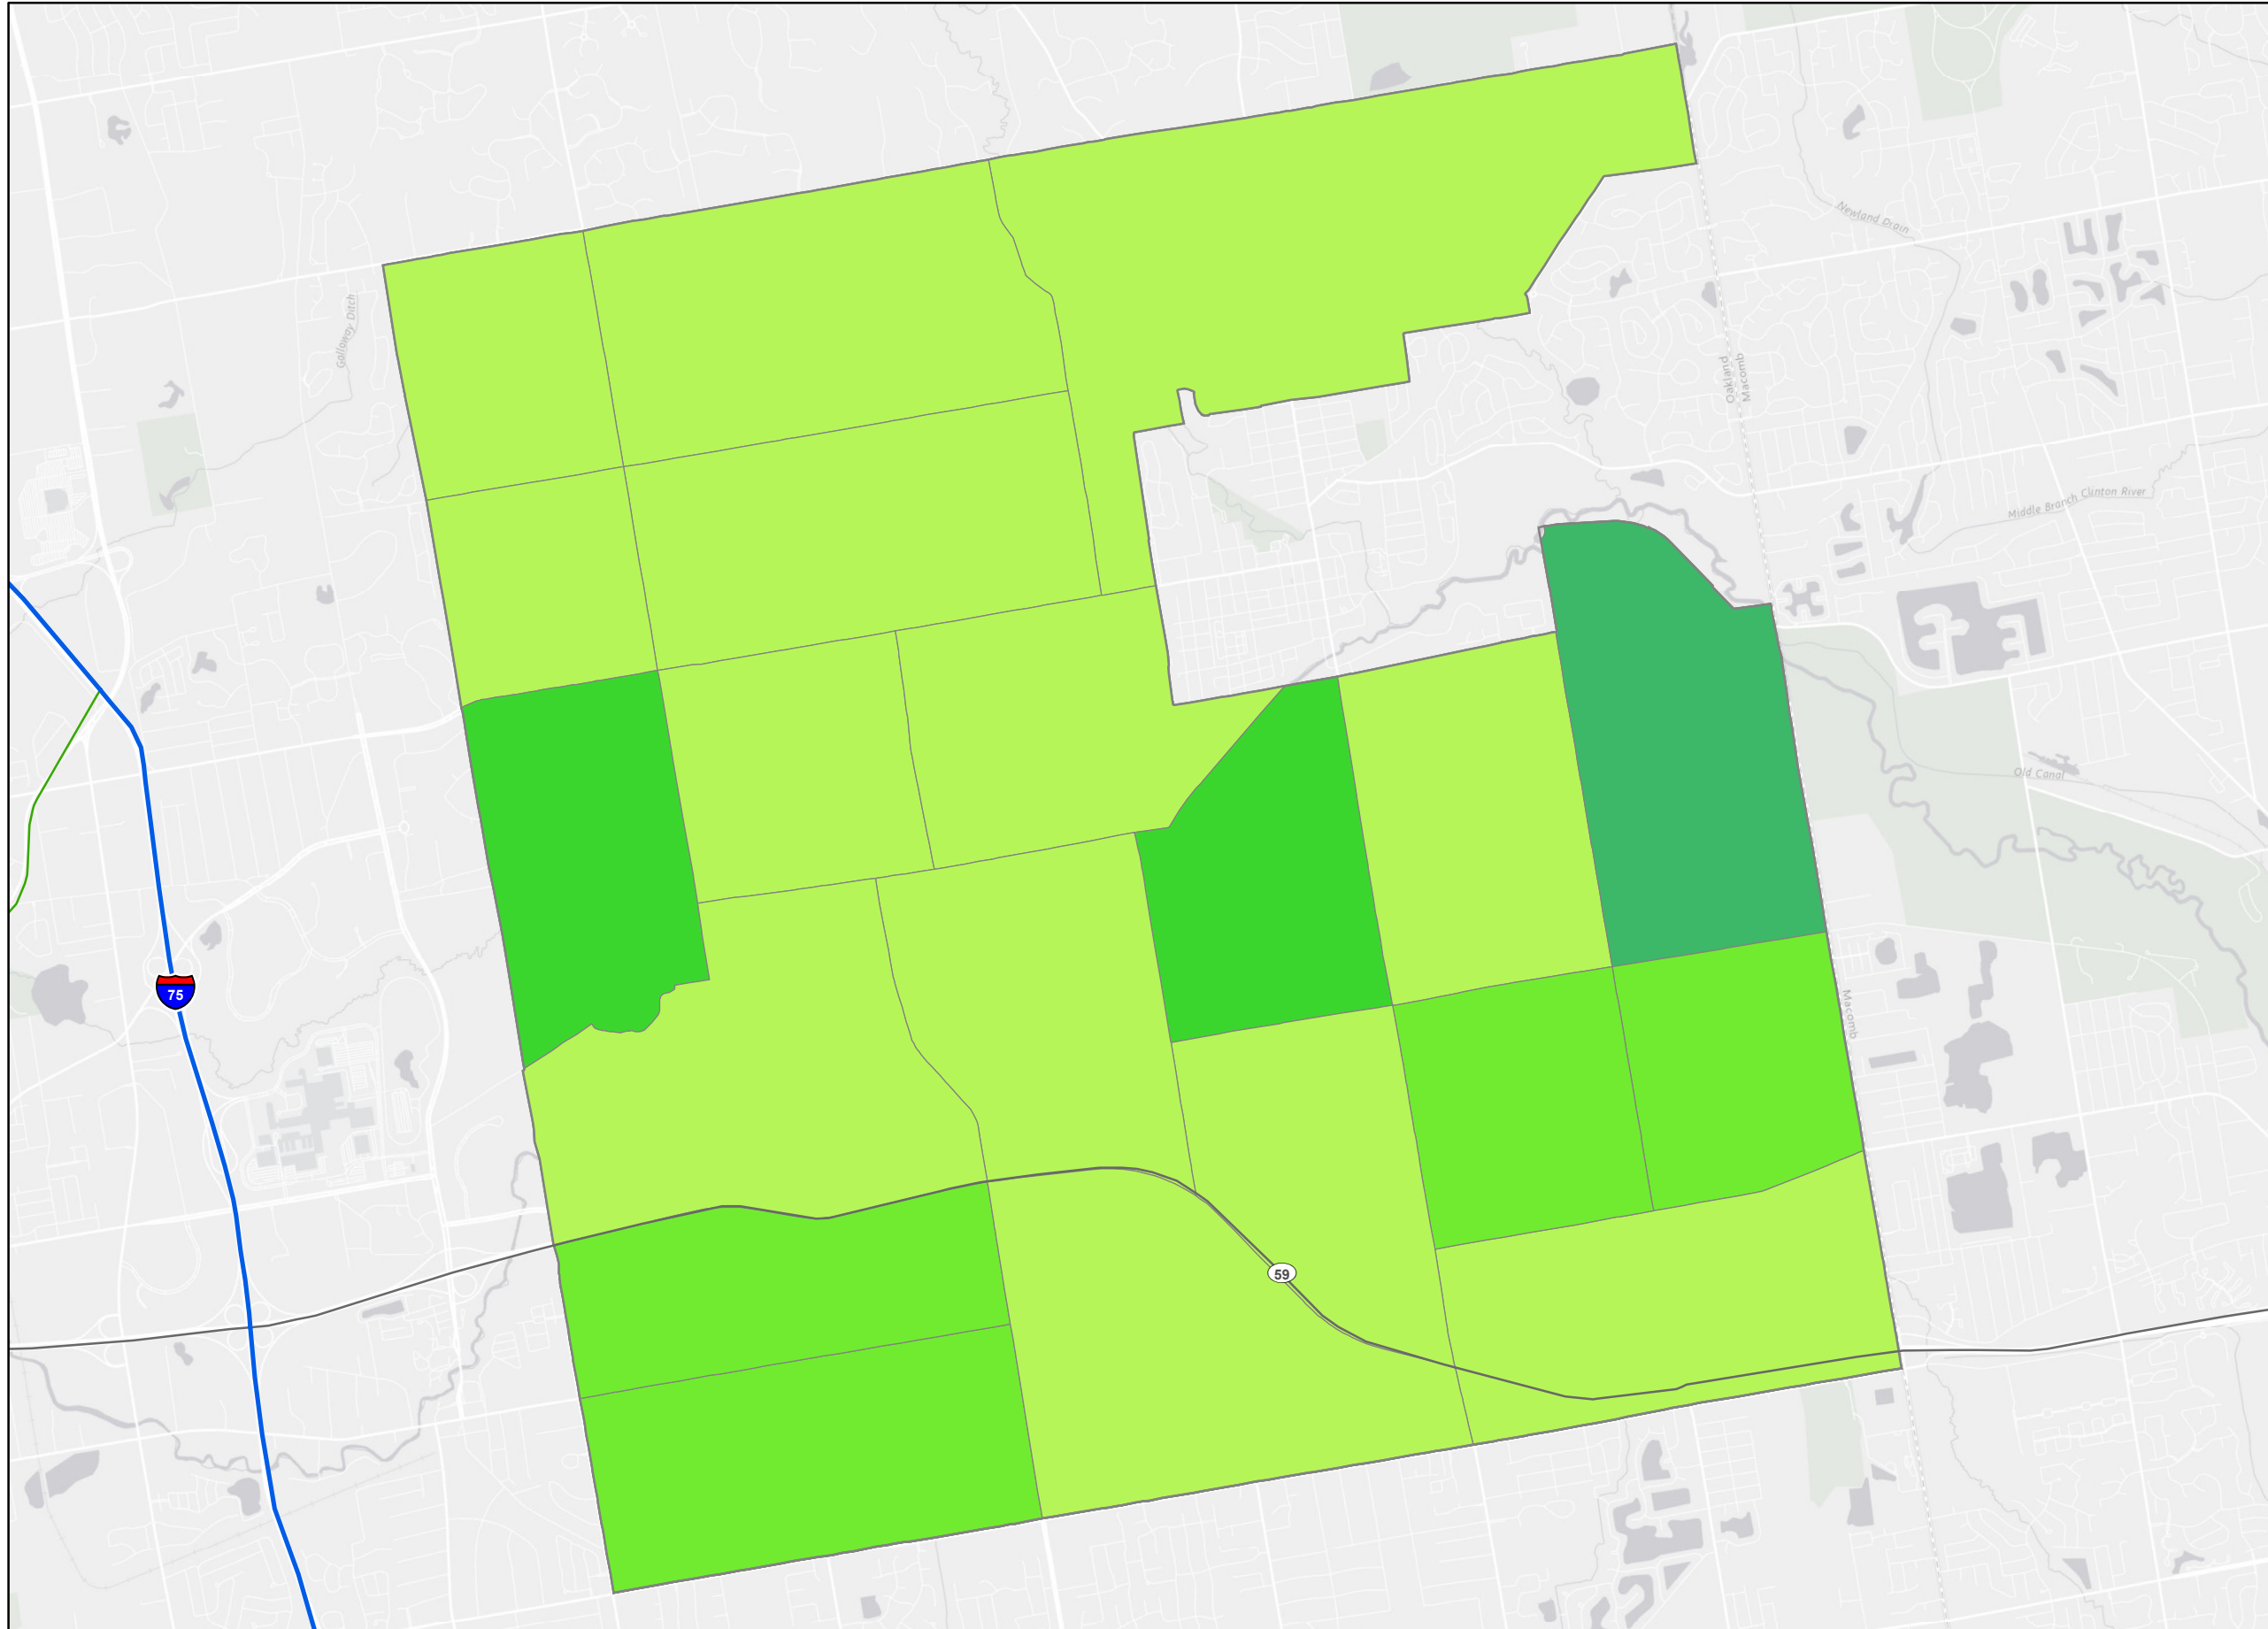 Newland Drain
Galloway Ditch
Oakland
Macomb
Middle Branch Clinton River
Old Canal
75
Macomb
59